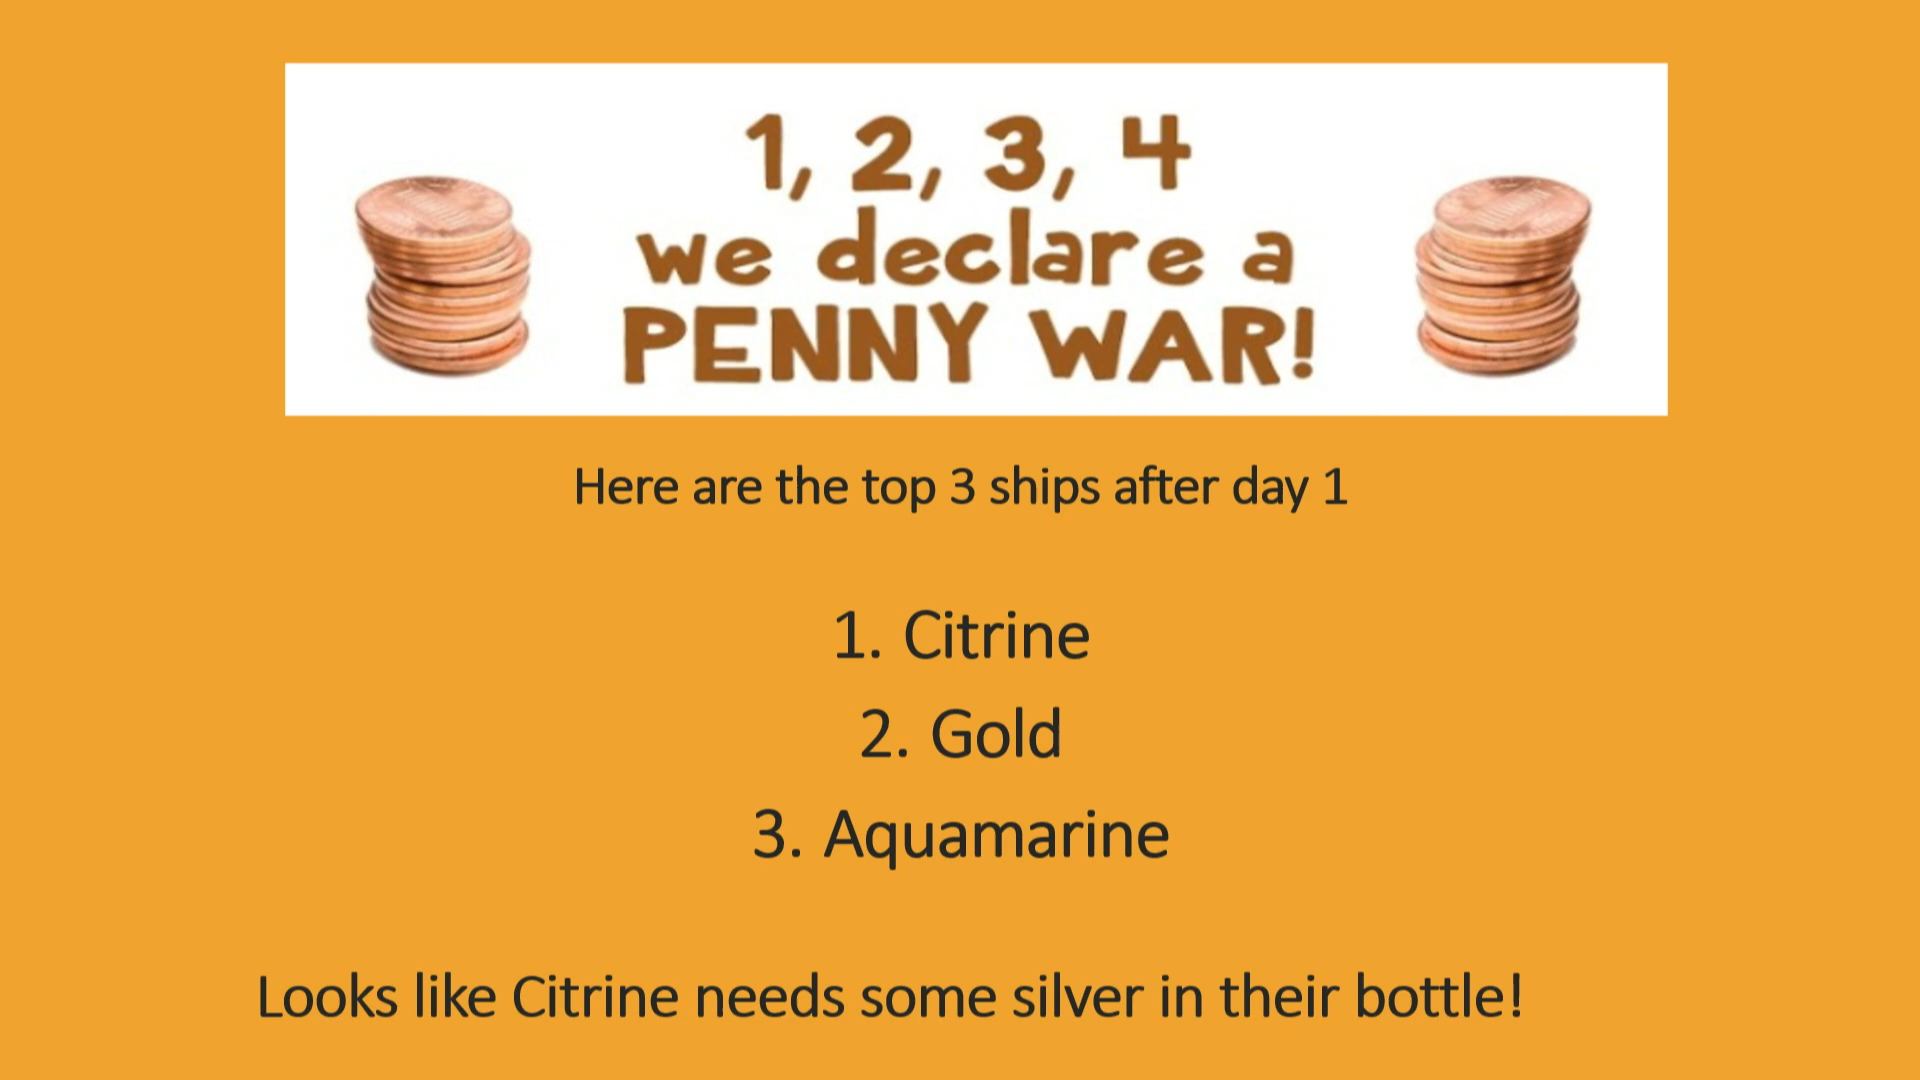 1, 2, 3, 4
we declare a
PENNY WAR!
Here are the top 3 ships after day 1
1. Citrine
2. Gold
3. Aquamarine
Looks like Citrine needs some silver in their bottle!